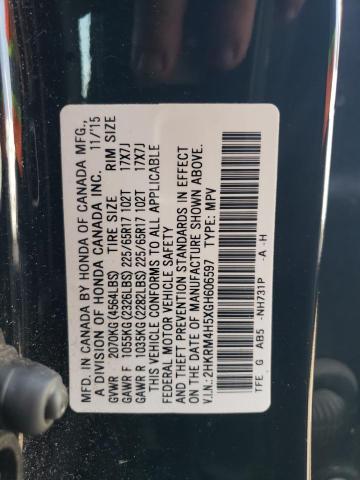 MFD. IN CANADA BY HONDA OF CANADA MFG.,
A DIVISION OF HONDA CANADA INC. 11/15
GVWR 2070KG(4564LBS) TIRE SIZE RIM SIZE
GAWR F 1055KG(2326LBS) 225/65R17 102T 17X7J
GAWR R 1035KG(2282LBS) 225/65R17 102T 17X7J
THIS VEHICLE CONFORMS TO ALL APPLICABLE
FEDERAL MOTOR VEHICLE SAFETY
AND THEFT PREVENTION STANDARDS IN EFFECT
ON THE DATE OF MANUFACTURE SHOWN ABOVE.
V.I.N.: 2HKRM4H5XGH606597 TYPE: MPV
TFE G AB5 -NH731P -A -H